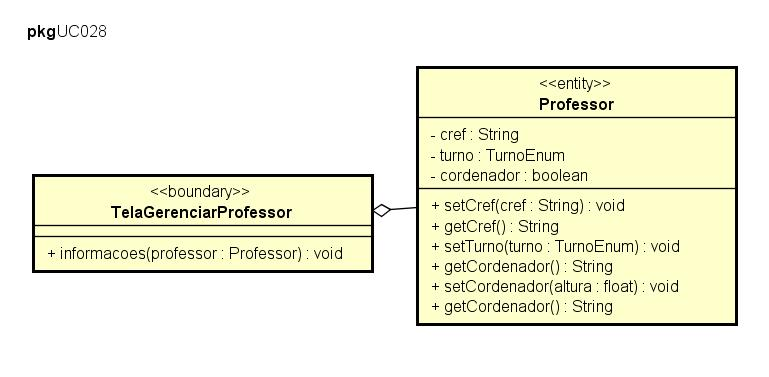 pkgUC028
<<boundary>>
TelaGerenciarProfessor
+ informacoes(professor : Professor) : void
<<entity>>
Professor
- cref : String
- turno : TurnoEnum
- cordenador : boolean
+ setCref(cref : String) : void
+ getCref() : String
+ setTurno(turno : TurnoEnum) : void
+ getCordenador() : String
+ setCordenador(altura : float) : void
+ getCordenador() : String